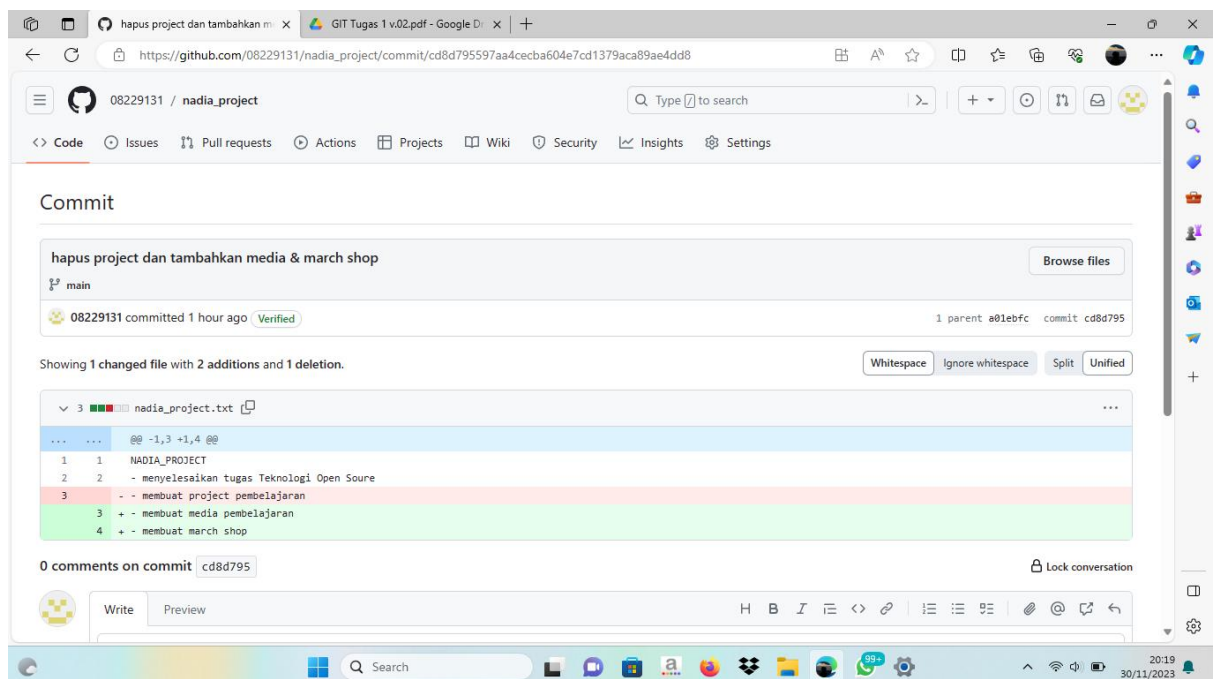 hapus project dan tambahkan m
GIT Tugas 1 v.02.pdf - Google Dr
https://github.com/08229131/nadia_project/commit/cd8d795597aa4cecba604e7cd1379aca89ae4dd8
08229131 / nadia_project
Type / to search
<> Code Issues Pull requests Actions Projects Wiki Security Insights Settings
Commit
hapus project dan tambahkan media & march shop
Browse files
main
08229131 committed 1 hour ago Verified
1 parent a01ebfc commit cd8d795
Showing 1 changed file with 2 additions and 1 deletion.
Whitespace Ignore whitespace Split Unified
3 nadia_project.txt
... ... @@ -1,3 +1,4 @@
1 1 NADIA_PROJECT
2 2 - menyelesaikan tugas Teknologi Open Soure
3 - - membuat project pembelajaran
3 + - membuat media pembelajaran
4 + - membuat march shop
0 comments on commit cd8d795
Lock conversation
Write Preview
H B I
Search
99+
20:19
30/11/2023